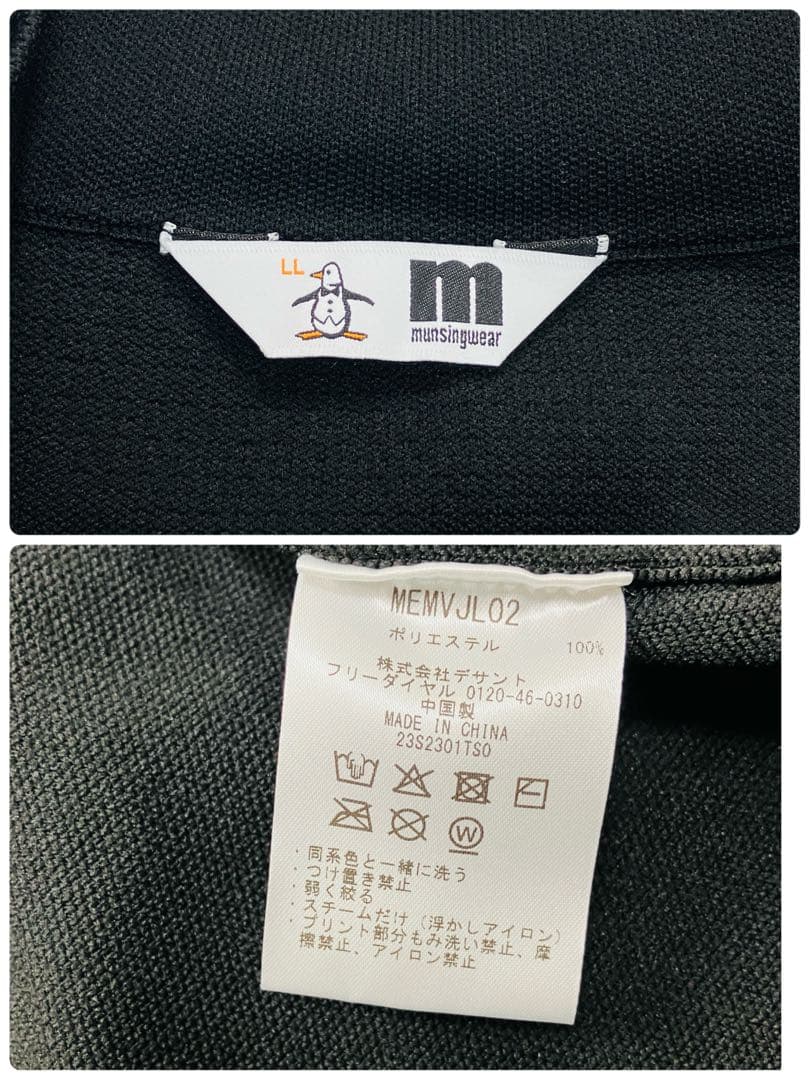 LL
m
munsingwear
MEMVJL02
ポリエステル 100%
株式会社デサント
フリーダイヤル 0120-46-0310
中国製
MADE IN CHINA
23S2301TS0
W
・同系色と一緒に洗う
・つけ置き禁止
・弱く絞る
・スチームだけ（浮かしアイロン）
・プリント部分もみ洗い禁止、摩
擦禁止、アイロン禁止